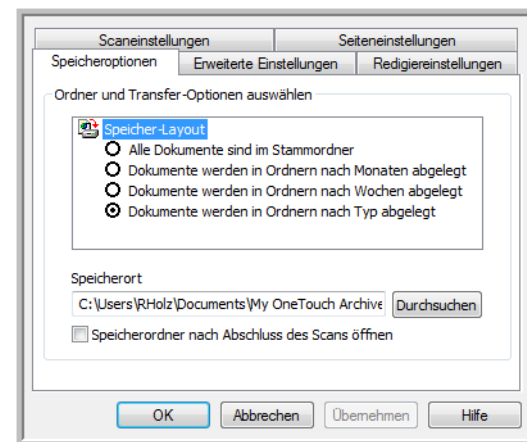 Scaneinstellungen
Seiteneinstellungen
Speicheroptionen
Erweiterte Einstellungen
Redigiereinstellungen
Ordner und Transfer-Optionen auswählen
Speicher-Layout
Alle Dokumente sind im Stammordner
Dokumente werden in Ordnern nach Monaten abgelegt
Dokumente werden in Ordnern nach Wochen abgelegt
Dokumente werden in Ordnern nach Typ abgelegt
Speicherort
C:\Users\RHolz\Documents\My OneTouch Archive
Durchsuchen
Speicherordner nach Abschluss des Scans öffnen
OK
Abbrechen
Übernehmen
Hilfe